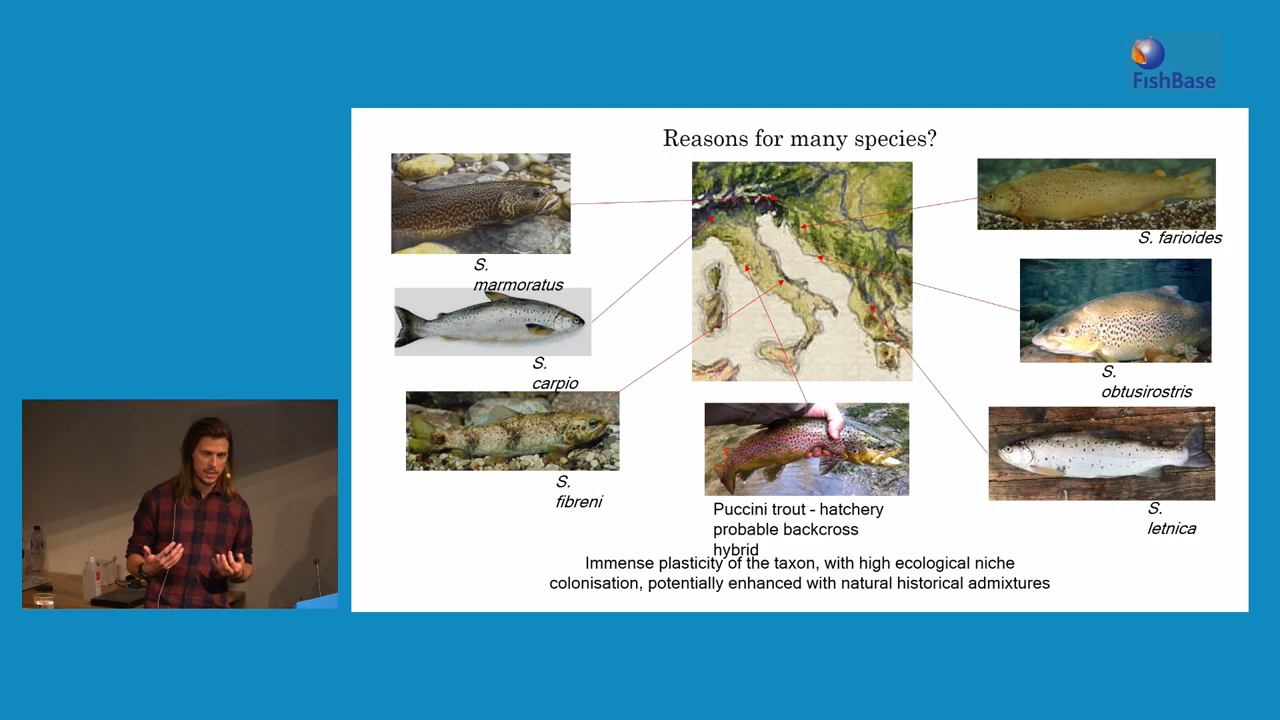 FishBase
Reasons for many species?
S.
marmoratus
S.
carpio
S.
fibreni
S. farioides
S.
obtusirostris
S.
letnica
Puccini trout - hatchery
probable backcross
hybrid
Immense plasticity of the taxon, with high ecological niche
colonisation, potentially enhanced with natural historical admixtures